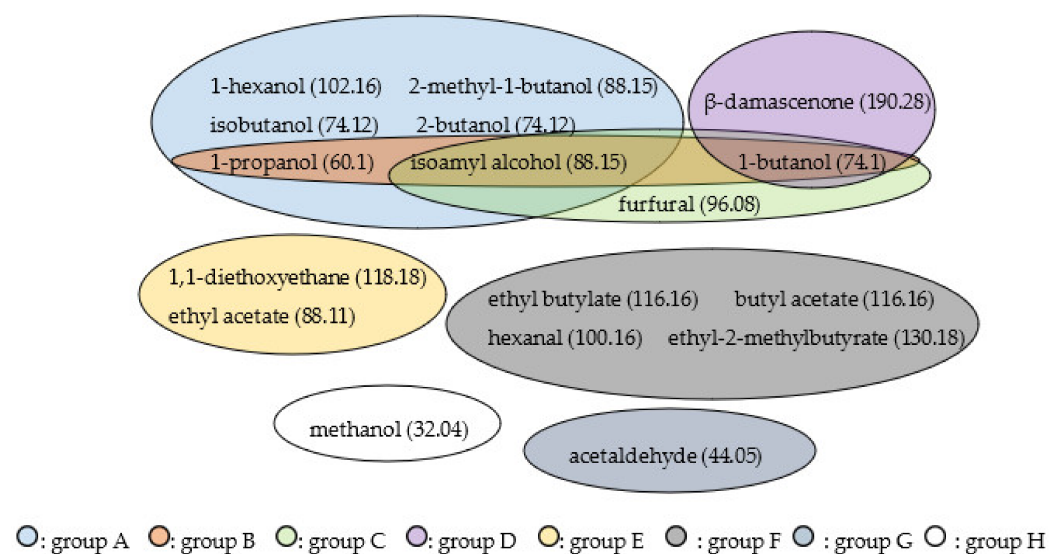 1-hexanol (102.16) 2-methyl-1-butanol (88.15)
β-damascenone (190.28)
isobutanol (74.12) 2-butanol (74.12)
1-propanol (60.1) isoamyl alcohol (88.15) 1-butanol (74.1)
furfural (96.08)
1,1-diethoxyethane (118.18)
ethyl acetate (88.11)
ethyl butylate (116.16) butyl acetate (116.16)
hexanal (100.16) ethyl-2-methylbutyrate (130.18)
methanol (32.04)
acetaldehyde (44.05)
: group A : group B : group C : group D : group E : group F : group G : group H